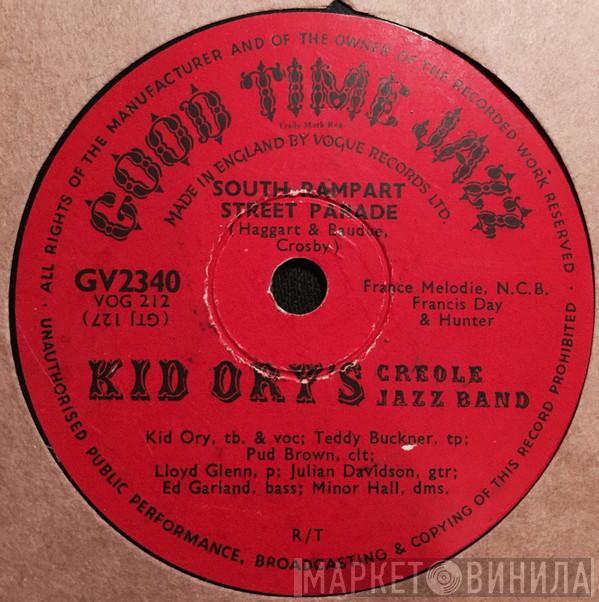 ALL RIGHTS OF THE MANUFACTURER AND OF THE OWNER OF THE RECORDED WORK RESERVED
GOOD TIME JAZZ
Trade Mark Reg.
MADE IN ENGLAND BY VOGUE RECORDS LTD.
SOUTH RAMPART
STREET PARADE
(Haggart & Bauduc,
Crosby)
GV2340
VOG 212
(GTJ 127)
France Melodie, N.C.B.
Francis Day
& Hunter
KID ORY'S CREOLE
JAZZ BAND
Kid Ory, tb. & voc; Teddy Buckner, tp;
Pud Brown, clt;
Lloyd Glenn, p; Julian Davidson, gtr;
Ed Garland, bass; Minor Hall, dms.
R/T
UNAUTHORISED PUBLIC PERFORMANCE, BROADCASTING & COPYING OF THIS RECORD PROHIBITED
МАРКЕТ ВИНИЛА